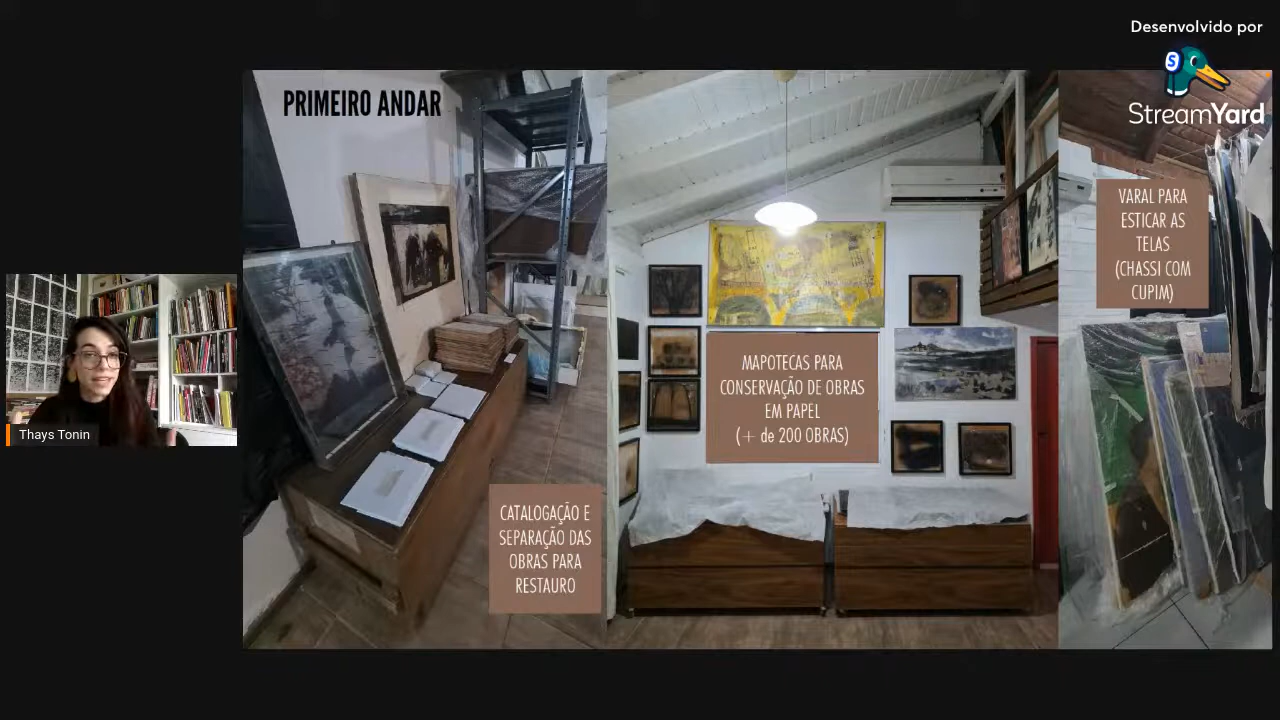 Desenvolvido por
S
StreamYard
PRIMEIRO ANDAR
CATALOGAÇÃO E
SEPARAÇÃO DAS
OBRAS PARA
RESTAURO
MAPOTECAS PARA
CONSERVAÇÃO DE OBRAS
EM PAPEL
(+ de 200 OBRAS)
VARAL PARA
ESTICAR AS
TELAS
(CHASSI COM
CUPIM)
Thays Tonin